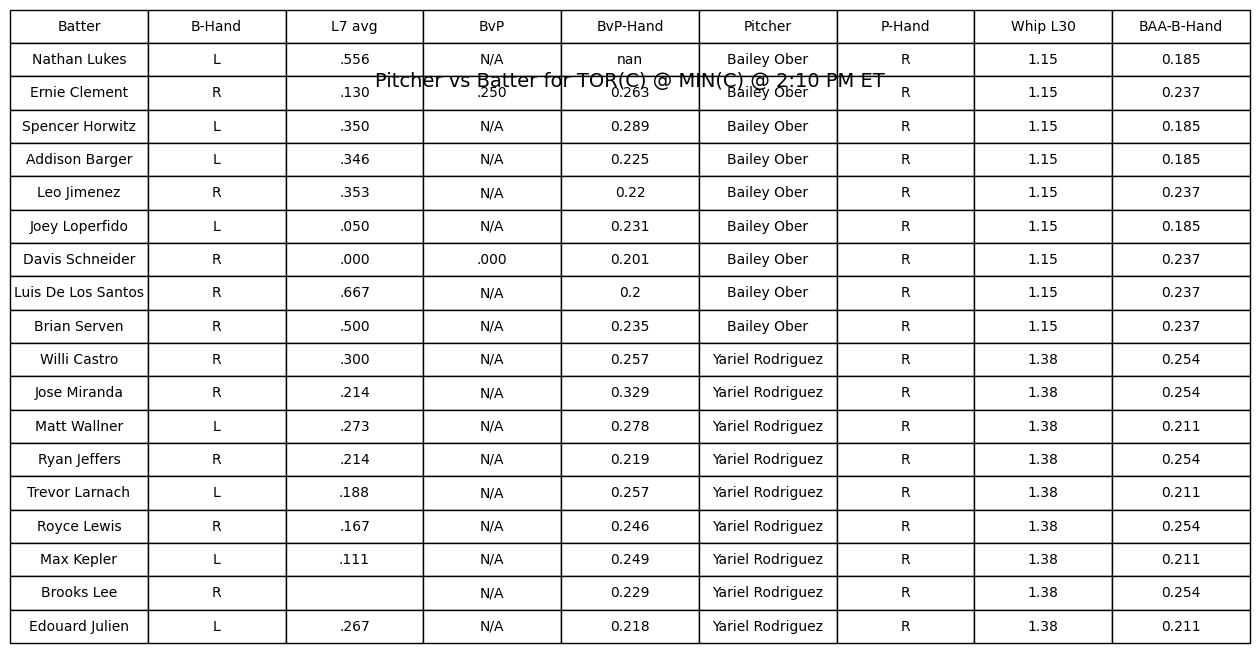 Batter B-Hand L7 avg BvP BvP-Hand Pitcher P-Hand Whip L30 BAA-B-Hand
Nathan Lukes L .556 N/A nan Bailey Ober R 1.15 0.185
Pitcher vs Batter for TOR(C) @ MIN(C) @ 2:10 PM ET
Ernie Clement R .130 .250 0.263 Bailey Ober R 1.15 0.237
Spencer Horwitz L .350 N/A 0.289 Bailey Ober R 1.15 0.185
Addison Barger L .346 N/A 0.225 Bailey Ober R 1.15 0.185
Leo Jimenez R .353 N/A 0.22 Bailey Ober R 1.15 0.237
Joey Loperfido L .050 N/A 0.231 Bailey Ober R 1.15 0.185
Davis Schneider R .000 .000 0.201 Bailey Ober R 1.15 0.237
Luis De Los Santos R .667 N/A 0.2 Bailey Ober R 1.15 0.237
Brian Serven R .500 N/A 0.235 Bailey Ober R 1.15 0.237
Willi Castro R .300 N/A 0.257 Yariel Rodriguez R 1.38 0.254
Jose Miranda R .214 N/A 0.329 Yariel Rodriguez R 1.38 0.254
Matt Wallner L .273 N/A 0.278 Yariel Rodriguez R 1.38 0.211
Ryan Jeffers R .214 N/A 0.219 Yariel Rodriguez R 1.38 0.254
Trevor Larnach L .188 N/A 0.257 Yariel Rodriguez R 1.38 0.211
Royce Lewis R .167 N/A 0.246 Yariel Rodriguez R 1.38 0.254
Max Kepler L .111 N/A 0.249 Yariel Rodriguez R 1.38 0.211
Brooks Lee R N/A 0.229 Yariel Rodriguez R 1.38 0.254
Edouard Julien L .267 N/A 0.218 Yariel Rodriguez R 1.38 0.211